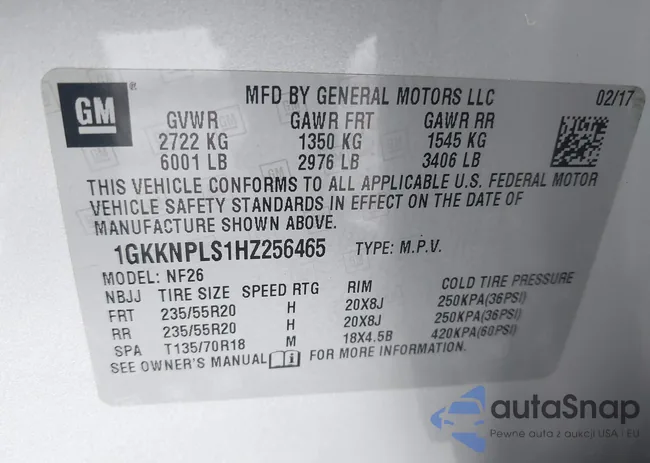 GM ®
MFD BY GENERAL MOTORS LLC 02/17
GVWR GAWR FRT GAWR RR
2722 KG 1350 KG 1545 KG
6001 LB 2976 LB 3406 LB
THIS VEHICLE CONFORMS TO ALL APPLICABLE U.S. FEDERAL MOTOR
VEHICLE SAFETY STANDARDS IN EFFECT ON THE DATE OF
MANUFACTURE SHOWN ABOVE.
1GKKNPLS1HZ256465 TYPE: M.P.V.
MODEL: NF26
NBJJ TIRE SIZE SPEED RTG RIM COLD TIRE PRESSURE
FRT 235/55R20 H 20X8J 250KPA(36PSI)
RR 235/55R20 H 20X8J 250KPA(36PSI)
SPA T135/70R18 M 18X4.5B 420KPA(60PSI)
SEE OWNER'S MANUAL FOR MORE INFORMATION.
autaSnap
Pewne auta z aukcji USA i EU